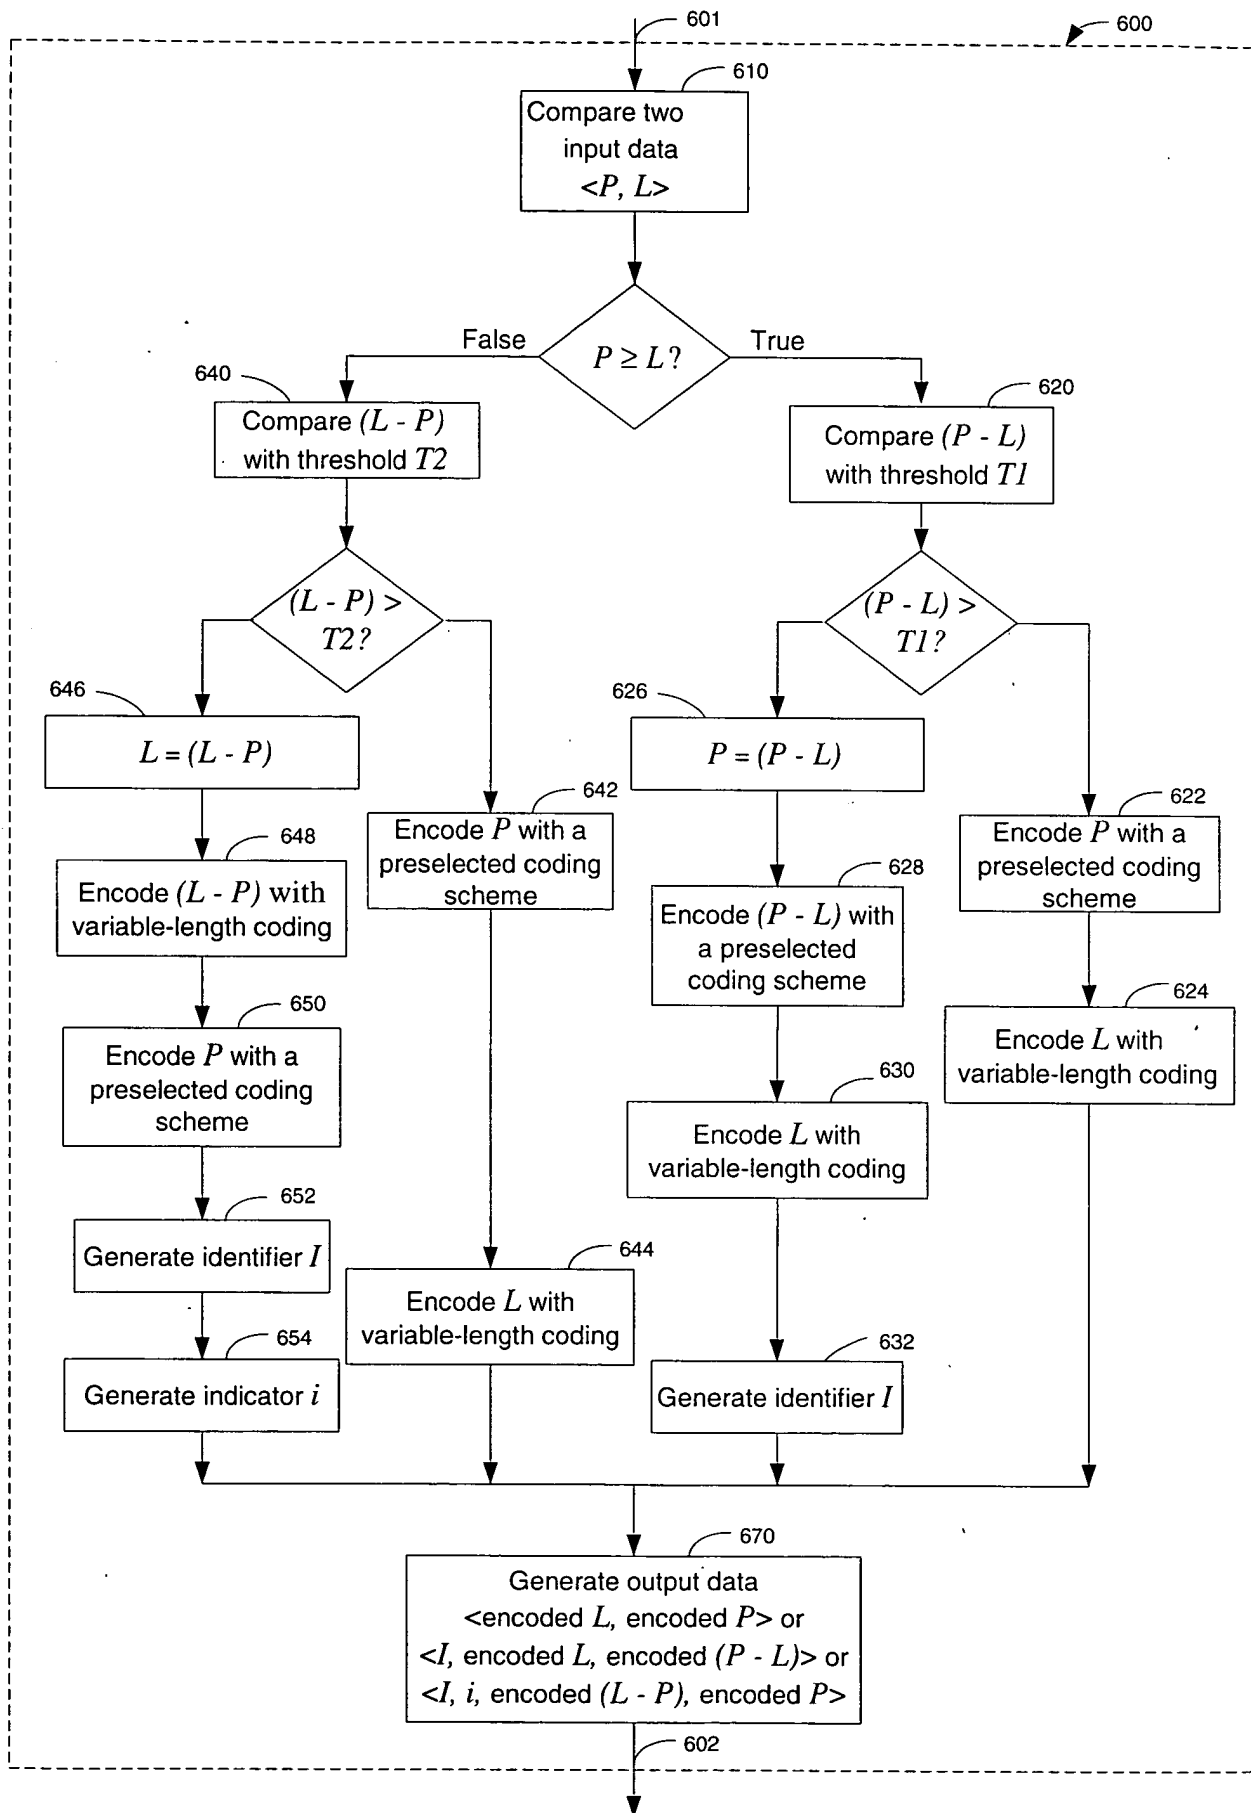 601
600
610
Compare two
input data
<P, L>
False
P ≥ L?
True
640
Compare (L - P)
with threshold T2
620
Compare (P - L)
with threshold T1
(L - P) >
T2?
(P - L) >
T1?
646
L = (L - P)
626
P = (P - L)
642
Encode P with a
preselected coding
scheme
622
Encode P with a
preselected coding
scheme
648
Encode (L - P) with
variable-length coding
628
Encode (P - L) with
a preselected
coding scheme
624
Encode L with
variable-length coding
650
Encode P with a
preselected coding
scheme
630
Encode L with
variable-length coding
652
Generate identifier I
644
Encode L with
variable-length coding
654
Generate indicator i
632
Generate identifier I
670
Generate output data
<encoded L, encoded P> or
<I, encoded L, encoded (P - L)> or
<I, i, encoded (L - P), encoded P>
602